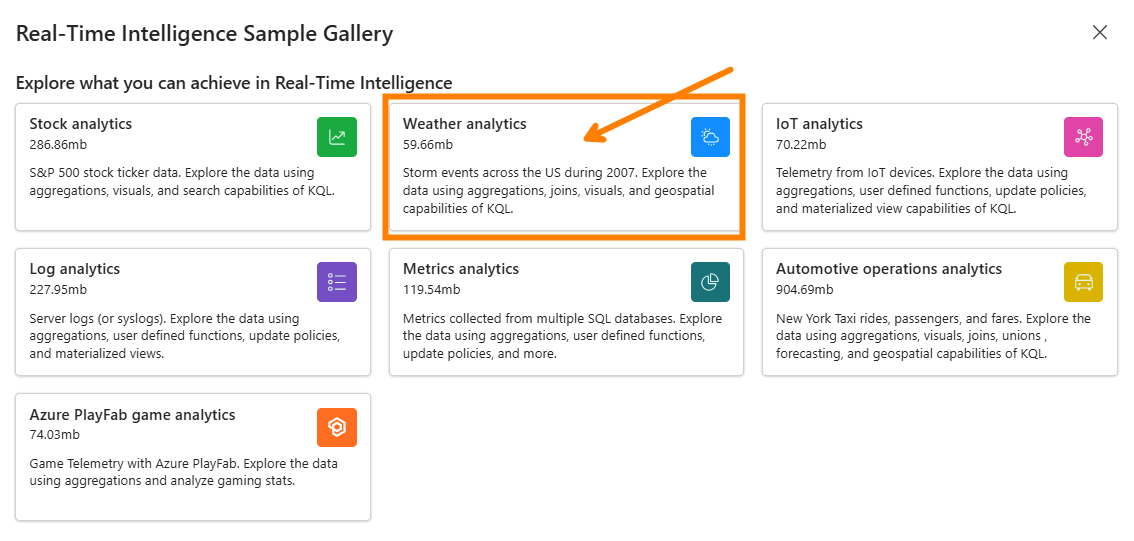 Real-Time Intelligence Sample Gallery
Explore what you can achieve in Real-Time Intelligence
Stock analytics
286.86mb
S&P 500 stock ticker data. Explore the data using
aggregations, visuals, and search capabilities of KQL.
Weather analytics
59.66mb
Storm events across the US during 2007. Explore the
data using aggregations, joins, visuals, and geospatial
capabilities of KQL.
IoT analytics
70.22mb
Telemetry from IoT devices. Explore the data using
aggregations, user defined functions, update policies,
and materialized view capabilities of KQL.
Log analytics
227.95mb
Server logs (or syslogs). Explore the data using
aggregations, user defined functions, update policies,
and materialized views.
Metrics analytics
119.54mb
Metrics collected from multiple SQL databases. Explore
the data using aggregations, user defined functions,
update policies, and more.
Automotive operations analytics
904.69mb
New York Taxi rides, passengers, and fares. Explore the
data using aggregations, visuals, joins, unions ,
forecasting, and geospatial capabilities of KQL.
Azure PlayFab game analytics
74.03mb
Game Telemetry with Azure PlayFab. Explore the data
using aggregations and analyze gaming stats.